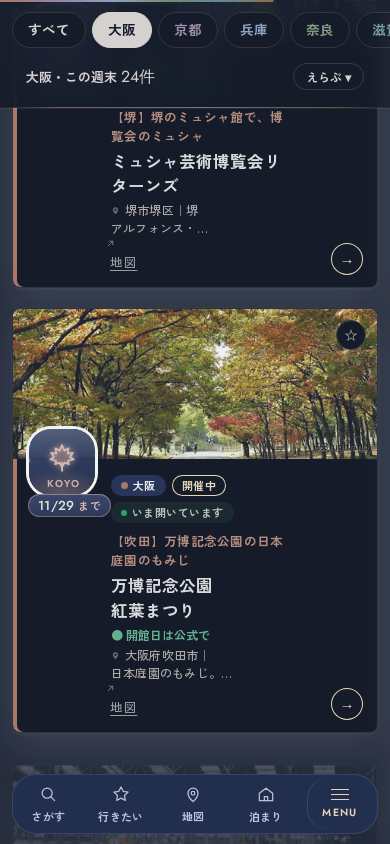 すべて
大阪
京都
兵庫
奈良
大阪・この週末 24件
えらぶ ▾
【堺】堺のミュシャ館で、博
覧会のミュシャ
ミュシャ芸術博覧会リ
ターンズ
堺市堺区｜堺
アルフォンス・…
↗
地図
→
☆
KOYO
11/29 まで
大阪
開催中
いま開いています
【吹田】万博記念公園の日本
庭園のもみじ
万博記念公園
紅葉まつり
開館日は公式で
大阪府吹田市｜
日本庭園のもみじ。…
↗
地図
→
さがす
行きたい
地図
泊まり
MENU